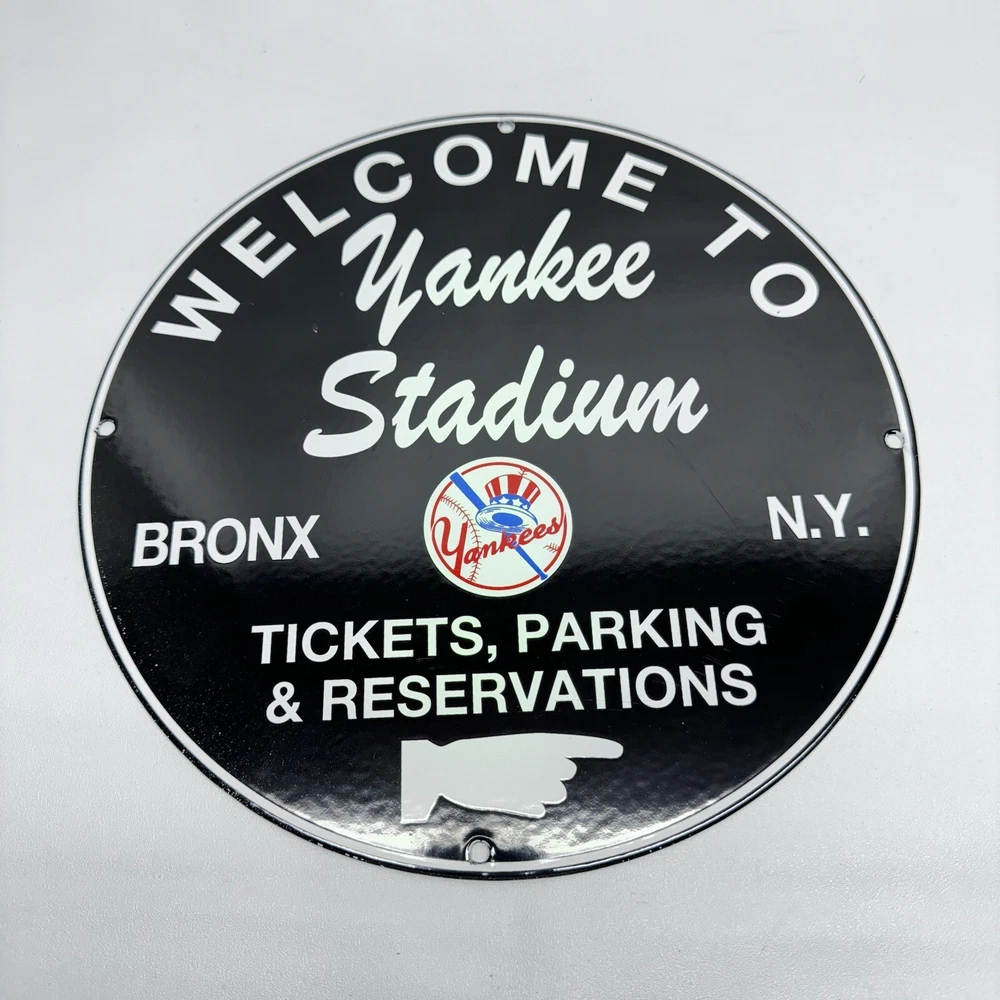 WELCOME TO
Yankee
Stadium
BRONX
Yankees
N.Y.
TICKETS, PARKING
& RESERVATIONS